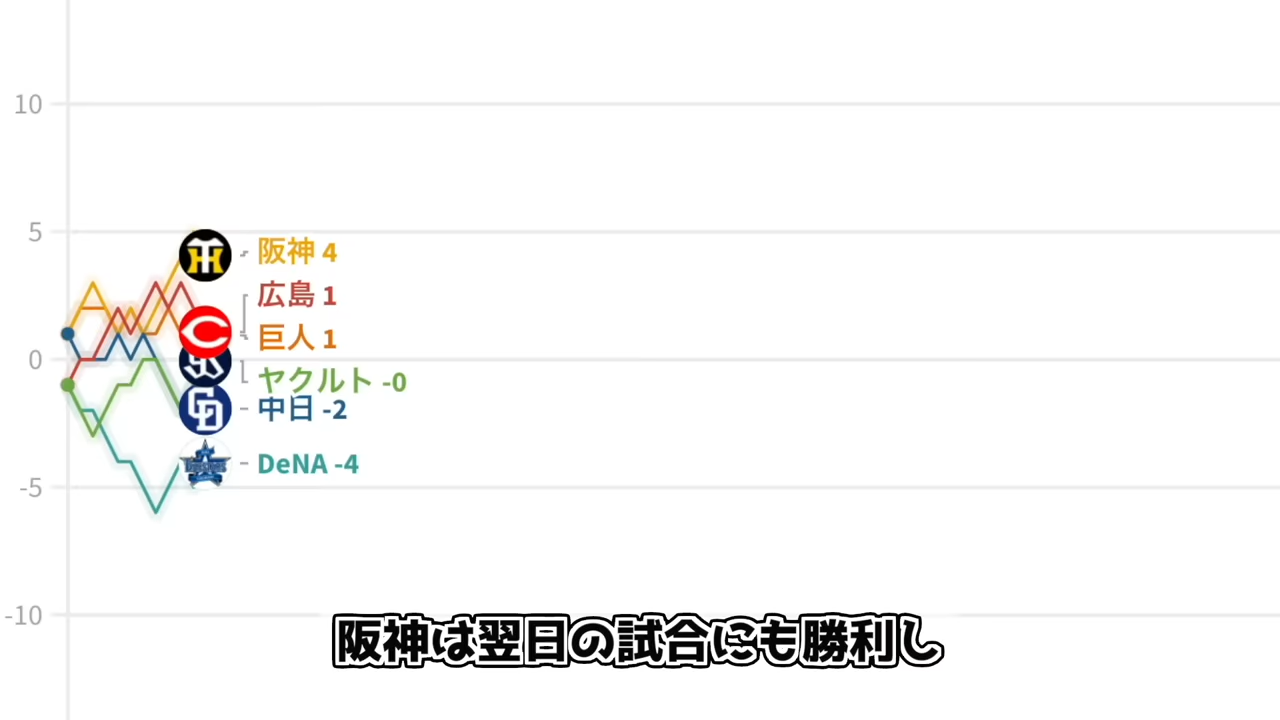 10
5
0
-5
-10
阪神 4
広島 1
巨人 1
ヤクルト -0
中日 -2
DeNA -4
阪神は翌日の試合にも勝利し